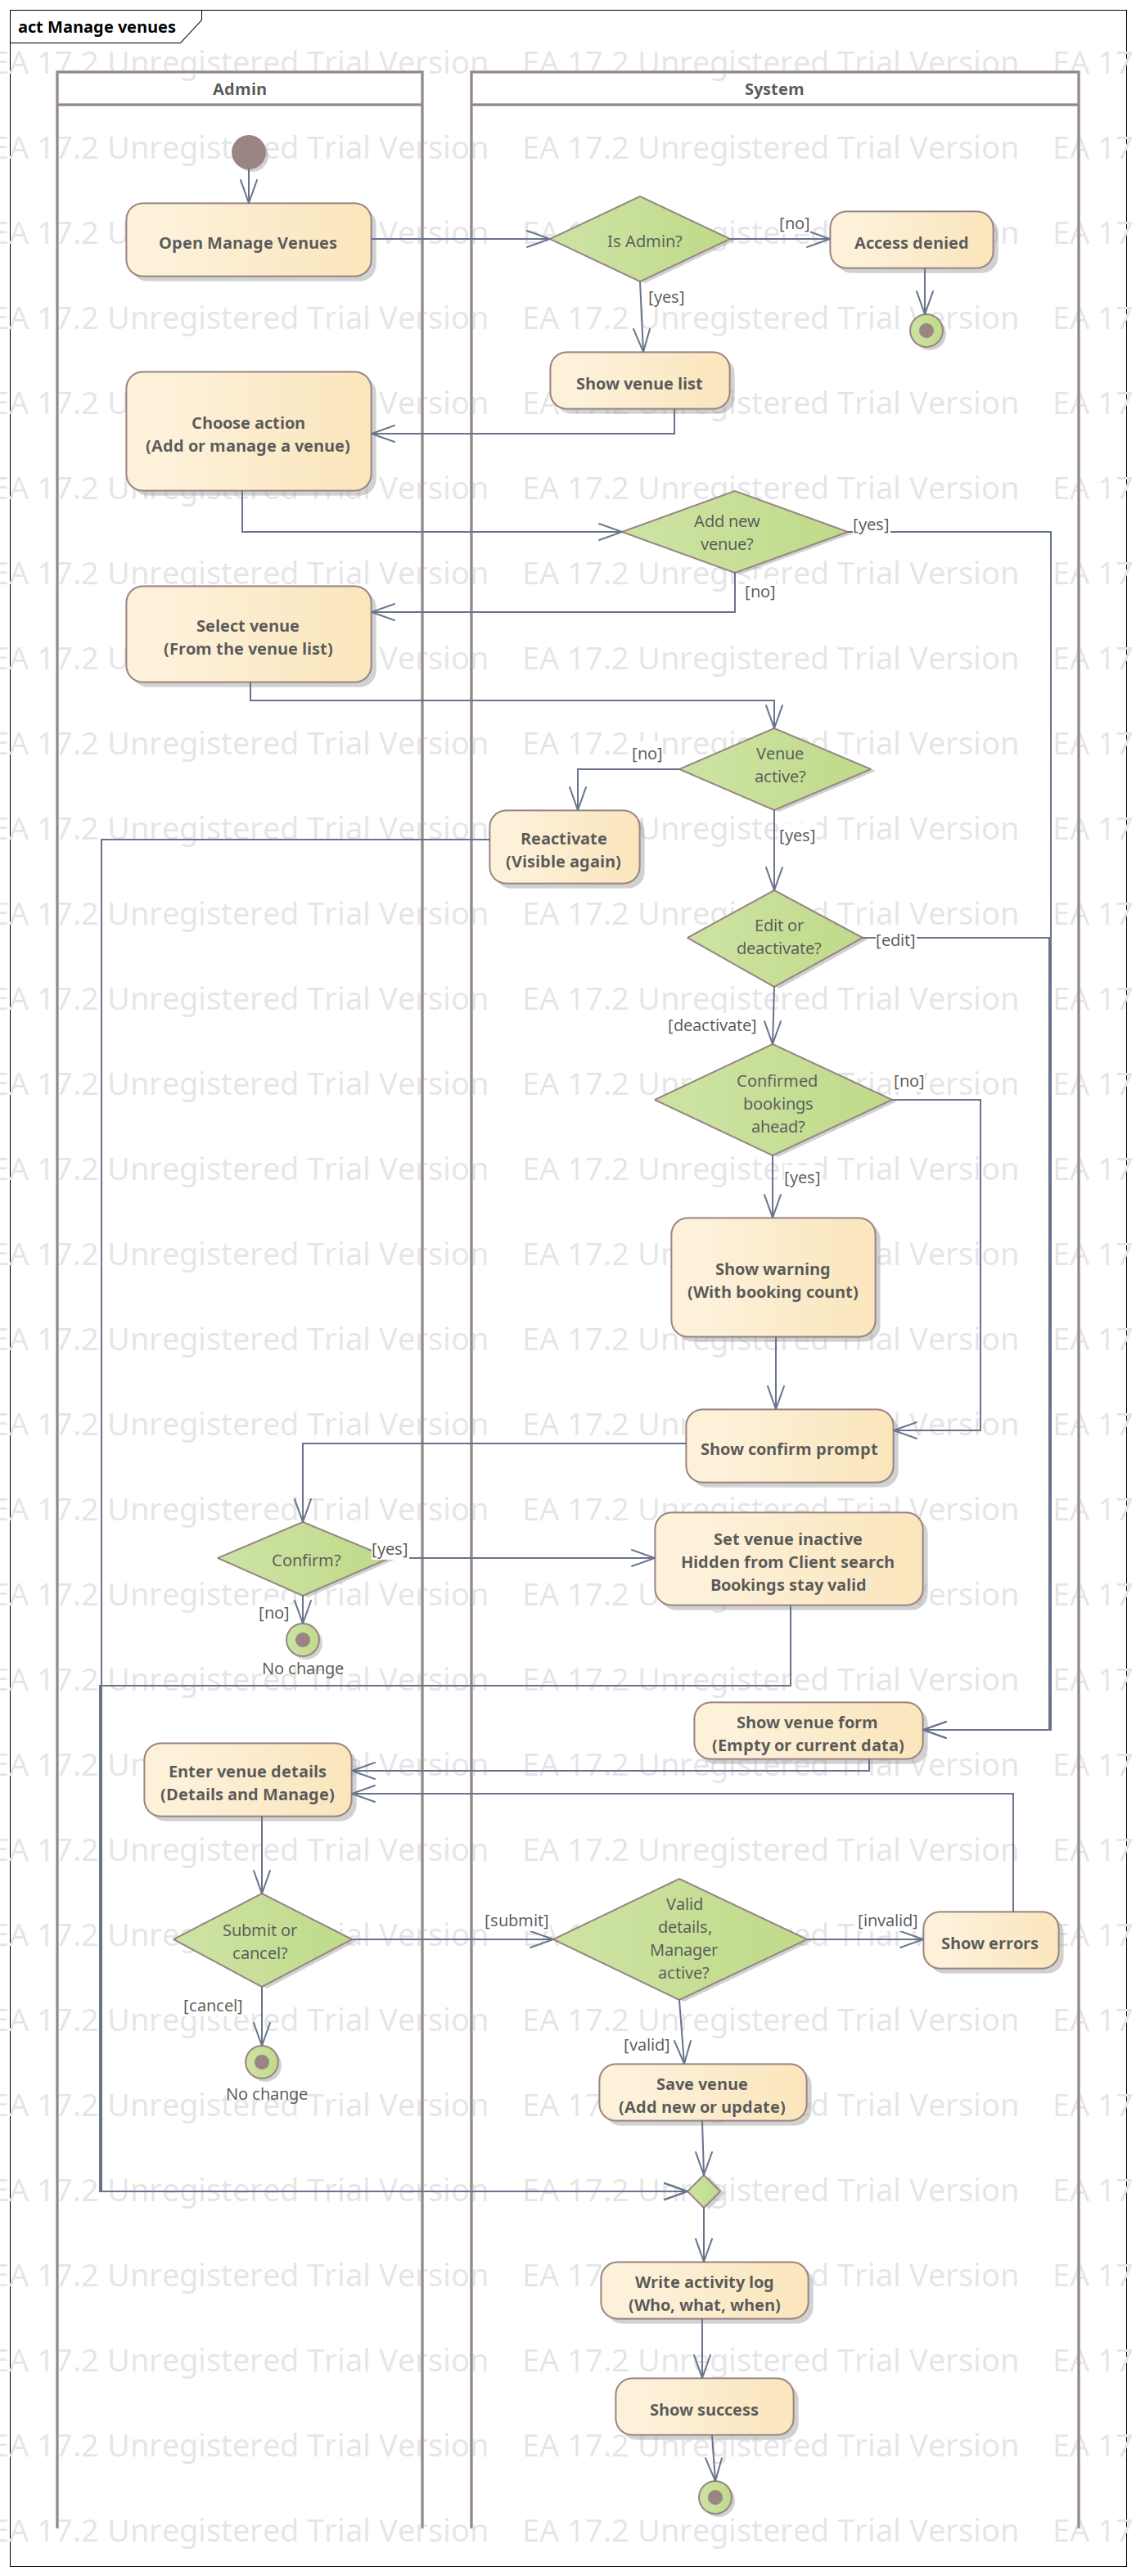 act Manage venues
Admin
System
Open Manage Venues
Is Admin?
[no]
Access denied
[yes]
Show venue list
Choose action
(Add or manage a venue)
Add new
venue?
[yes]
[no]
Select venue
(From the venue list)
Venue
active?
[no]
[yes]
Reactivate
(Visible again)
Edit or
deactivate?
[edit]
[deactivate]
Confirmed
bookings
ahead?
[no]
[yes]
Show warning
(With booking count)
Show confirm prompt
Confirm?
[yes]
Set venue inactive
Hidden from Client search
Bookings stay valid
[no]
No change
Show venue form
(Empty or current data)
Enter venue details
(Details and Manage)
Submit or
cancel?
[submit]
Valid
details,
Manager
active?
[invalid]
Show errors
[cancel]
No change
[valid]
Save venue
(Add new or update)
Write activity log
(Who, what, when)
Show success
EA 17.2 Unregistered Trial Version